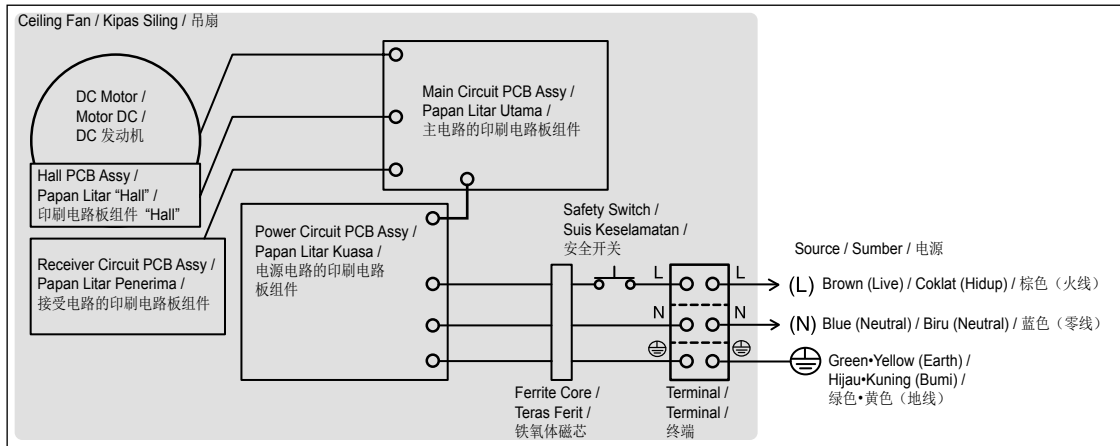 Ceiling Fan / Kipas Siling / 吊扇
DC Motor /
Motor DC /
DC 发动机
Hall PCB Assy /
Papan Litar “Hall” /
印刷电路板组件 “Hall”
Receiver Circuit PCB Assy /
Papan Litar Penerima /
接受电路的印刷电路板组件
Main Circuit PCB Assy /
Papan Litar Utama /
主电路的印刷电路板组件
Power Circuit PCB Assy /
Papan Litar Kuasa /
电源电路的印刷电路
板组件
Safety Switch /
Suis Keselamatan /
安全开关
Ferrite Core /
Teras Ferit /
铁氧体磁芯
Terminal /
Terminal /
终端
L
L
N
N
Source / Sumber / 电源
(L) Brown (Live) / Coklat (Hidup) / 棕色（火线）
(N) Blue (Neutral) / Biru (Neutral) / 蓝色（零线）
Green•Yellow (Earth) /
Hijau•Kuning (Bumi) /
绿色•黄色（地线）